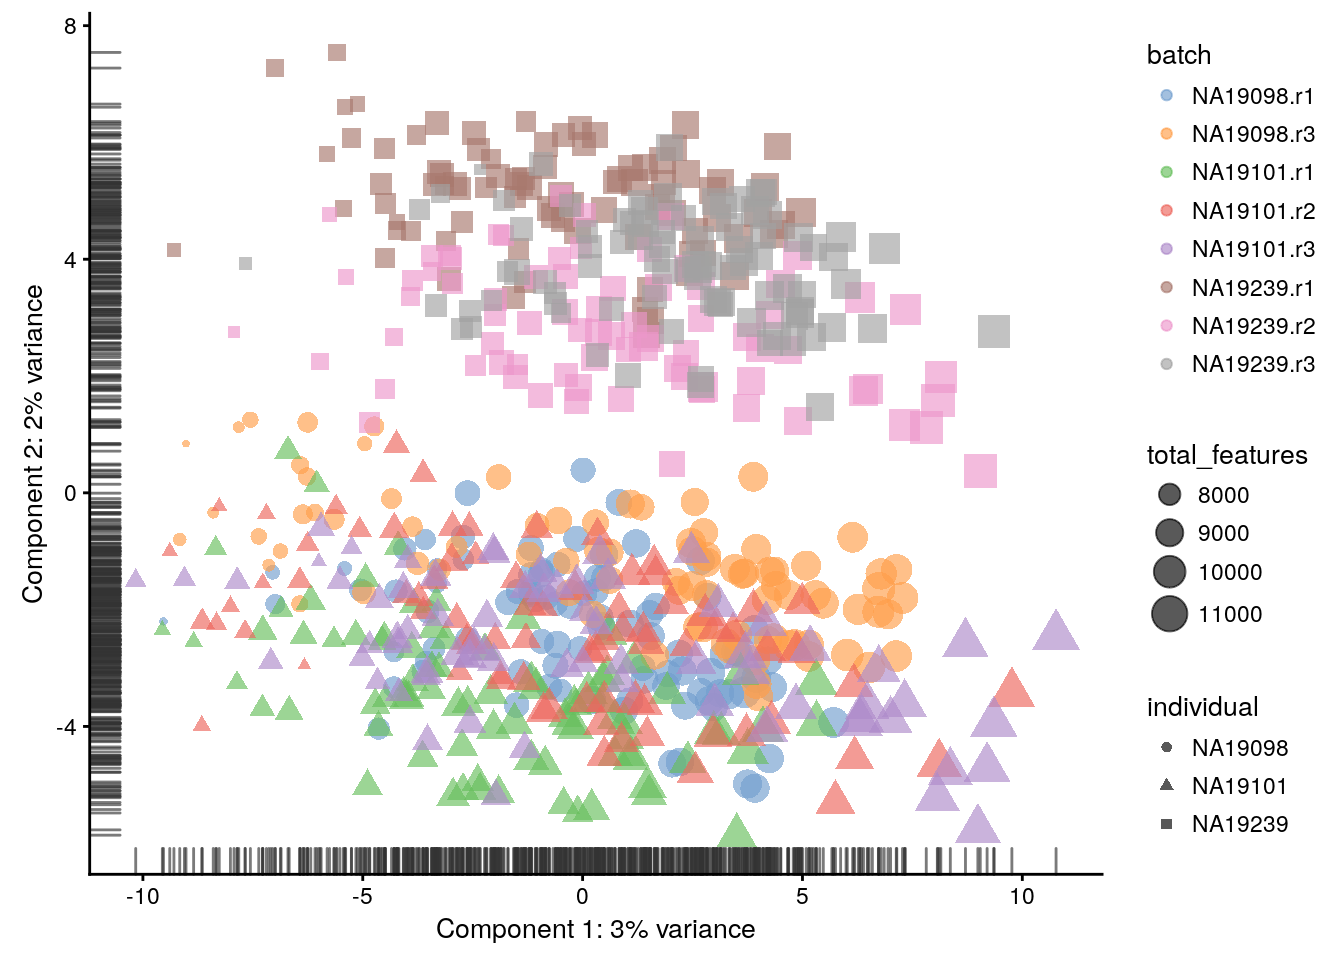 8
4
0
-4
-10
-5
0
5
10
Component 1: 3% variance
Component 2: 2% variance
batch
NA19098.r1
NA19098.r3
NA19101.r1
NA19101.r2
NA19101.r3
NA19239.r1
NA19239.r2
NA19239.r3
total_features
8000
9000
10000
11000
individual
NA19098
NA19101
NA19239